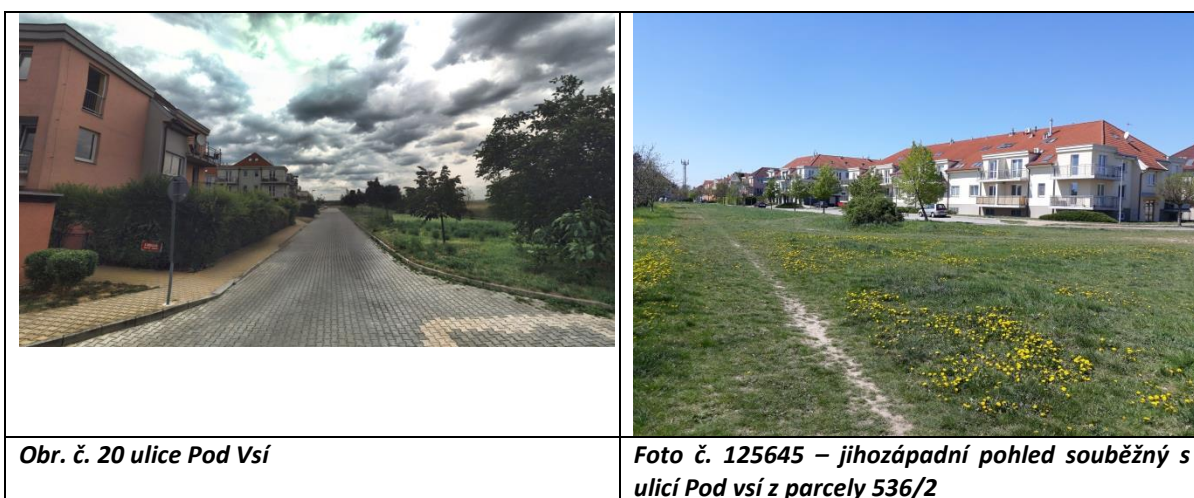 Obr. č. 20 ulice Pod Vsí
Foto č. 125645 – jihozápadní pohled souběžný s
ulicí Pod vsí z parcely 536/2